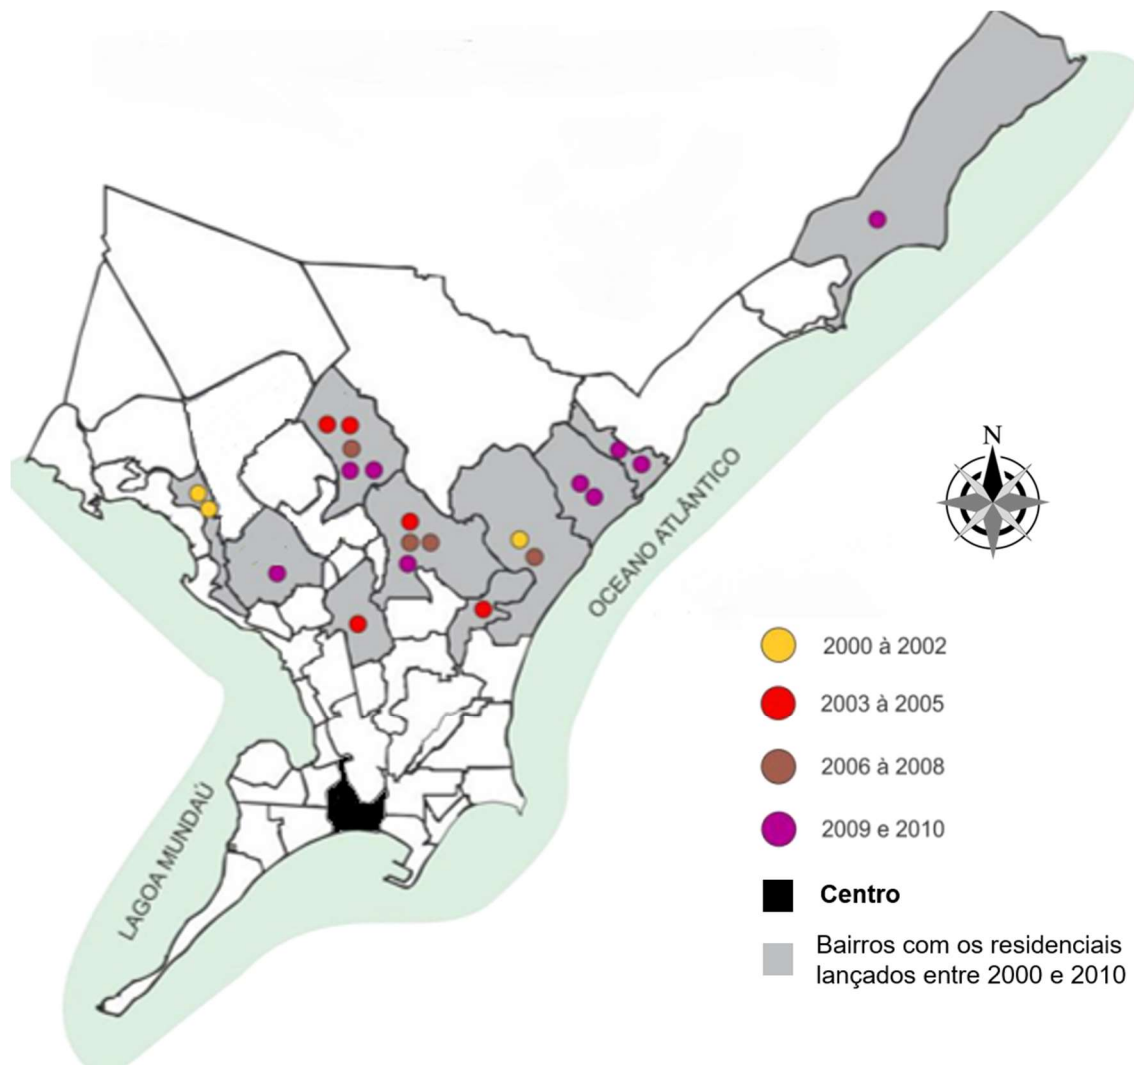 N
OCEANO ATLÂNTICO
LAGOA MUNDAÚ
2000 à 2002
2003 à 2005
2006 à 2008
2009 e 2010
Centro
Bairros com os residenciais
lançados entre 2000 e 2010